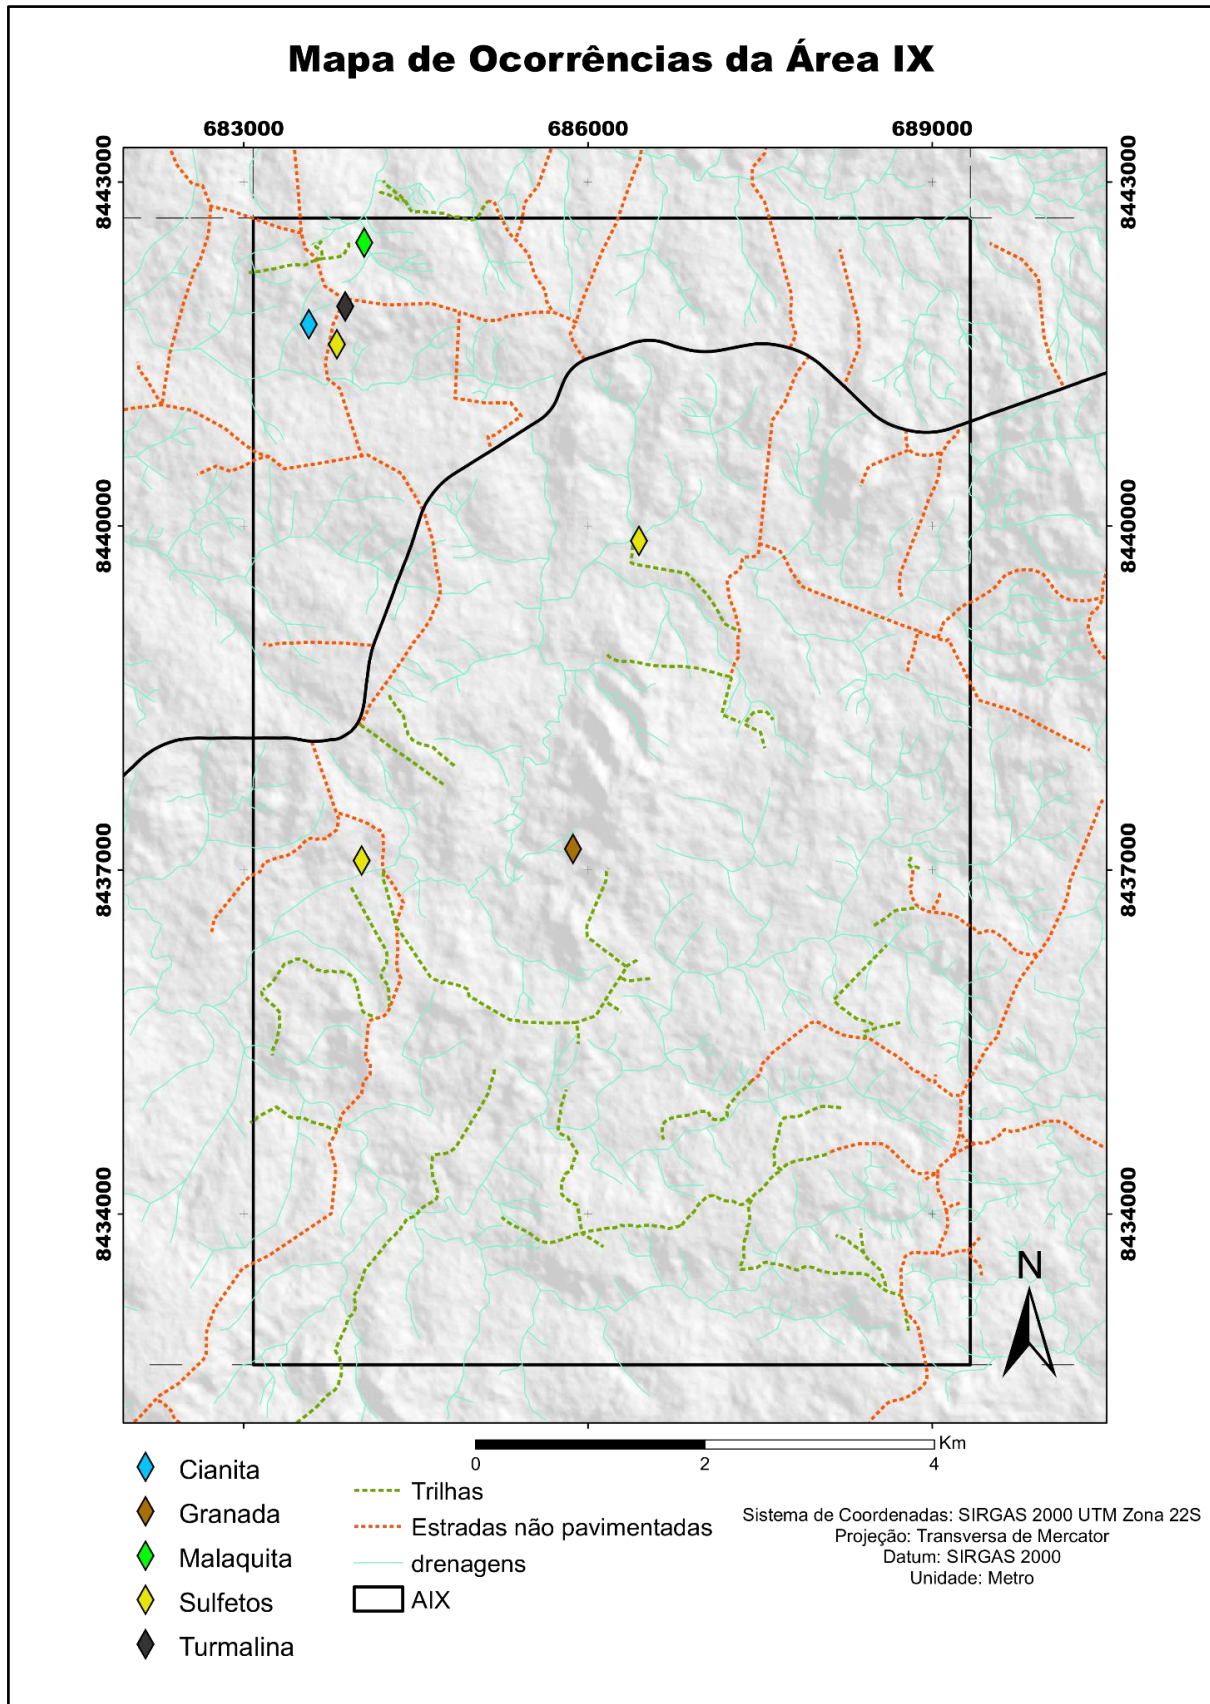 Mapa de Ocorrências da Área IX
683000 686000 689000
8443000 8443000
8440000 8440000
8437000 8437000
8434000 8434000
N
Km
0 2 4
Cianita
Granada
Malaquita
Sulfetos
Turmalina
Trilhas
Estradas não pavimentadas
drenagens
AIX
Sistema de Coordenadas: SIRGAS 2000 UTM Zona 22S
Projeção: Transversa de Mercator
Datum: SIRGAS 2000
Unidade: Metro